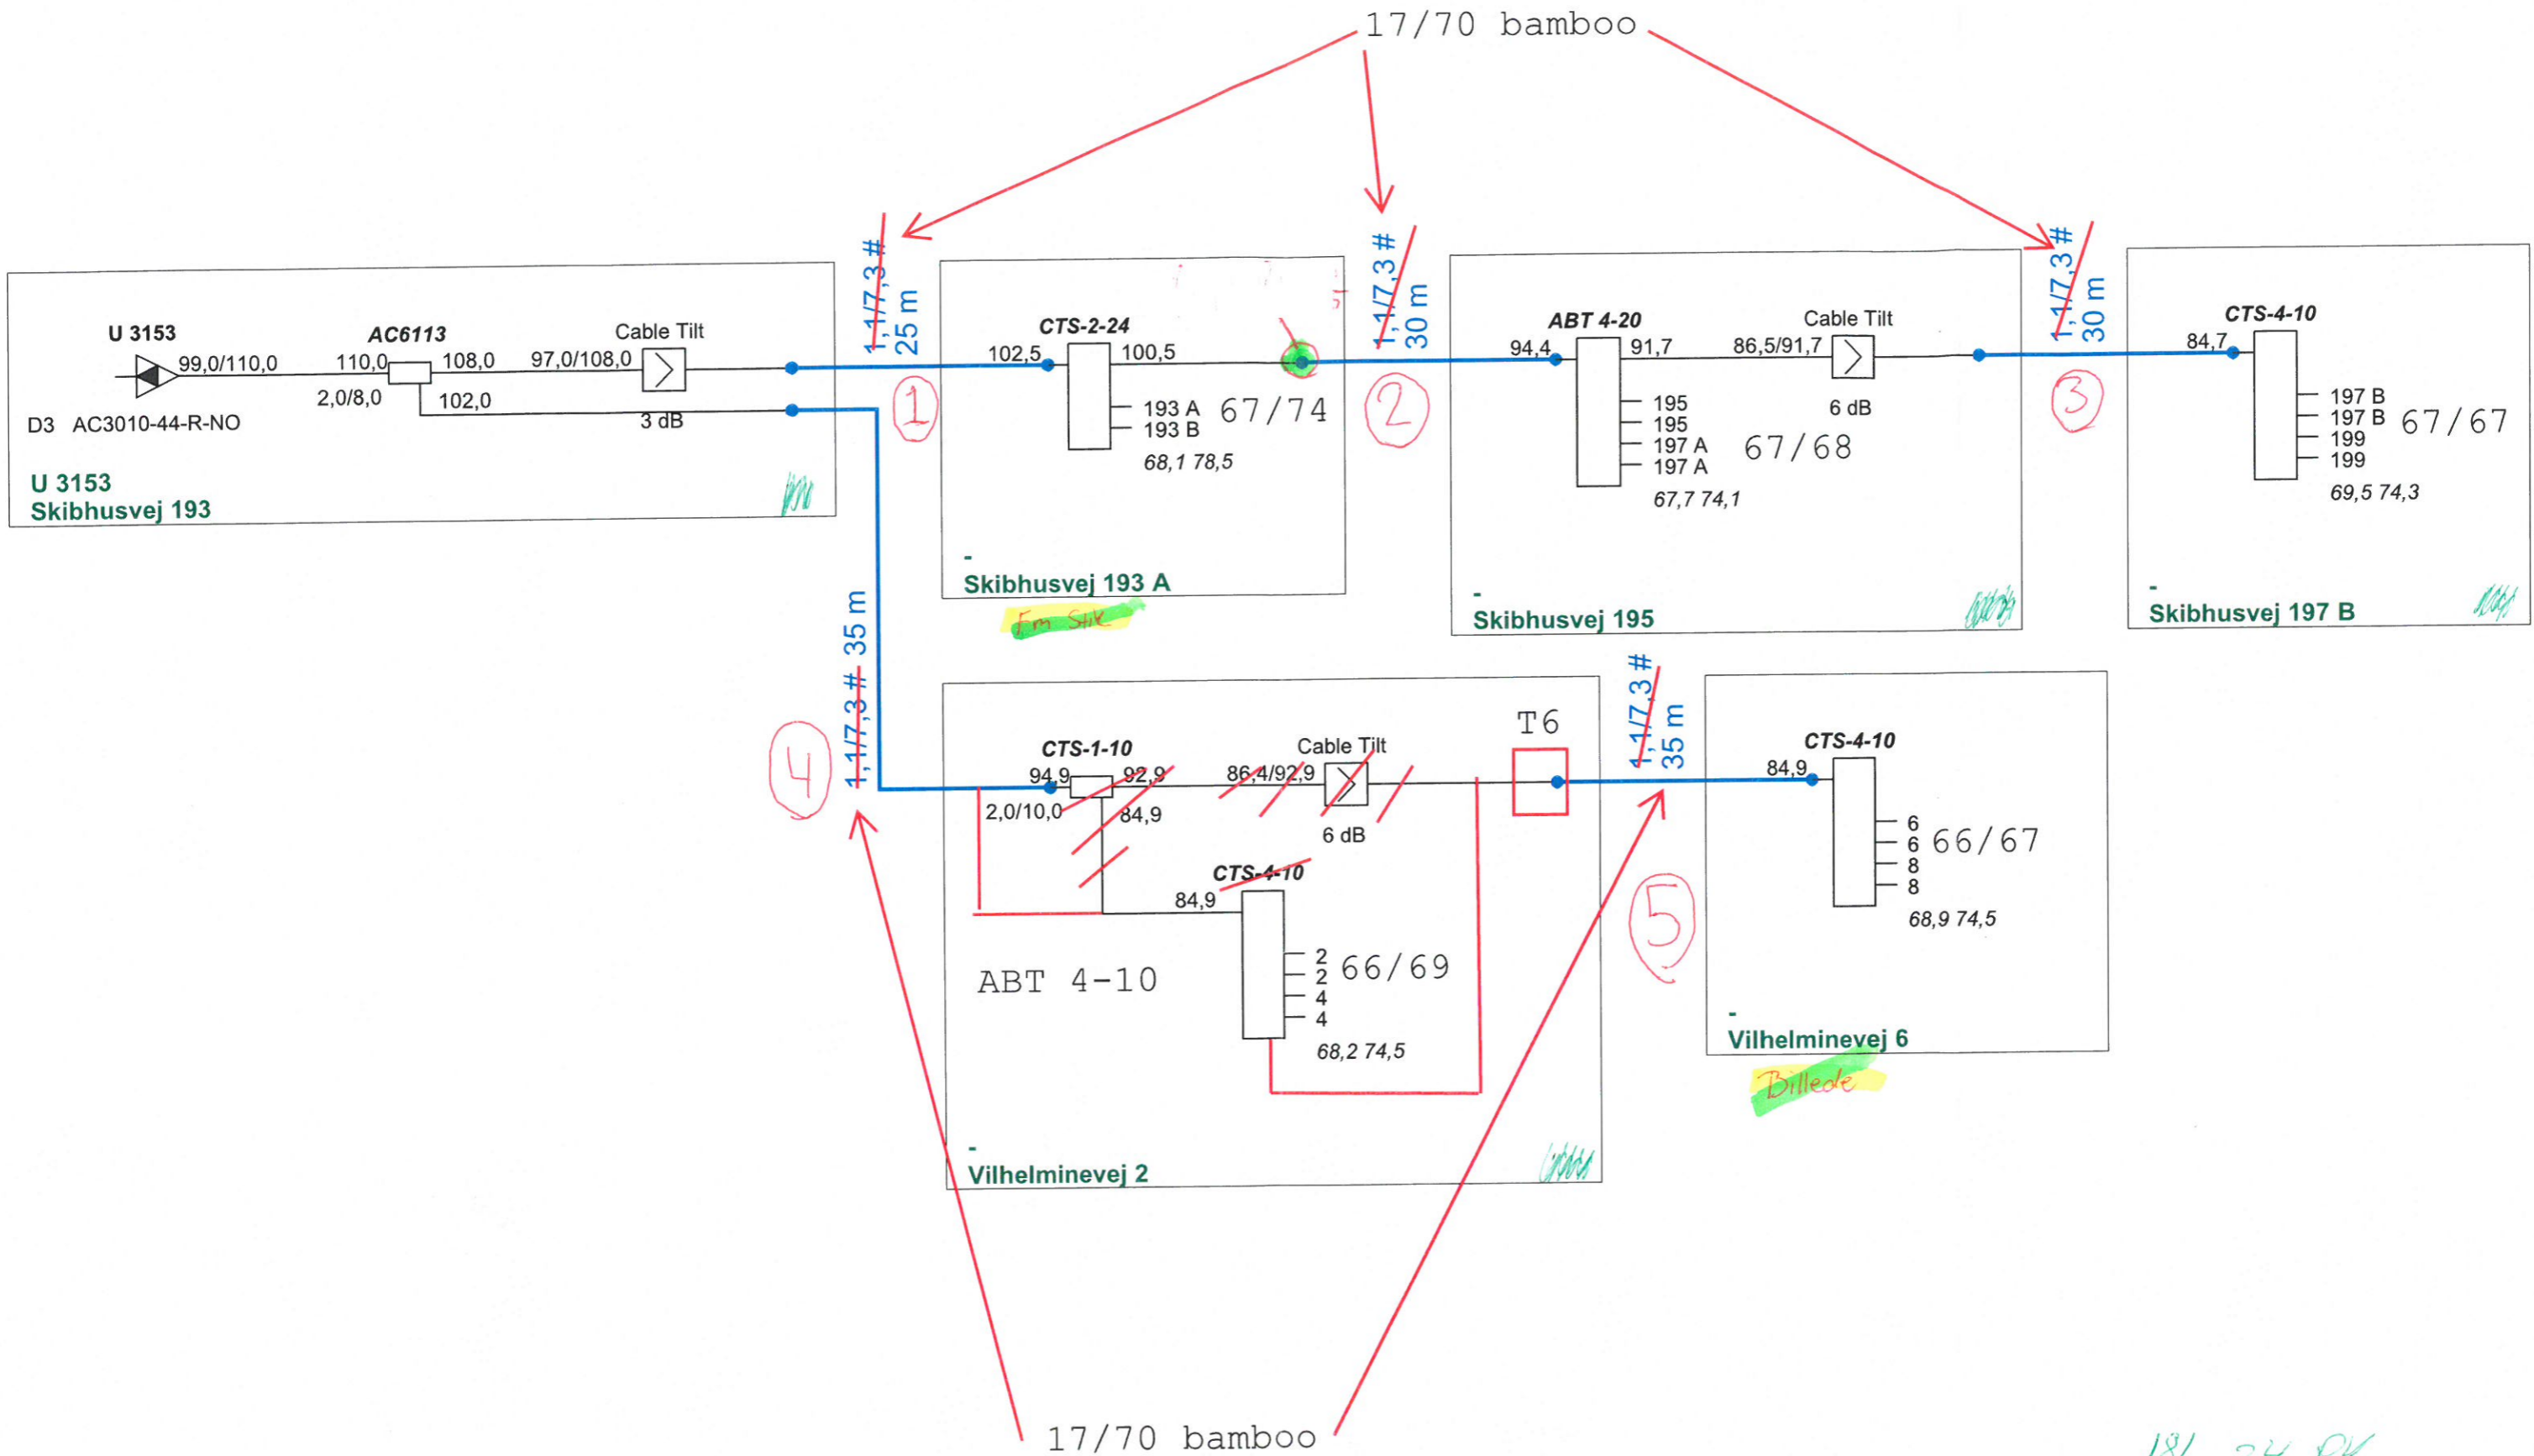 17/70 bamboo
1,1/7,3 #
25 m
1,1/7,3 #
30 m
1,1/7,3 #
30 m
U 3153
99,0/110,0
AC6113
110,0
108,0
2,0/8,0
102,0
Cable Tilt
97,0/108,0
3 dB
D3 AC3010-44-R-NO
U 3153
Skibhusvej 193
1
CTS-2-24
102,5
100,5
193 A
193 B
67/74
68,1 78,5
-
Skibhusvej 193 A
Fm Stik
2
ABT 4-20
94,4
91,7
Cable Tilt
86,5/91,7
6 dB
195
195
197 A
197 A
67/68
67,7 74,1
-
Skibhusvej 195
3
CTS-4-10
84,7
197 B
197 B
199
199
67/67
69,5 74,3
-
Skibhusvej 197 B
1,1/7,3 # 35 m
4
CTS-1-10
94,9
92,9
2,0/10,0
84,9
Cable Tilt
86,4/92,9
6 dB
T6
CTS-4-10
84,9
2
2
4
4
66/69
ABT 4-10
68,2 74,5
-
Vilhelminevej 2
1,1/7,3 #
35 m
5
CTS-4-10
84,9
6
6
8
8
66/67
68,9 74,5
-
Vilhelminevej 6
Billede
17/70 bamboo